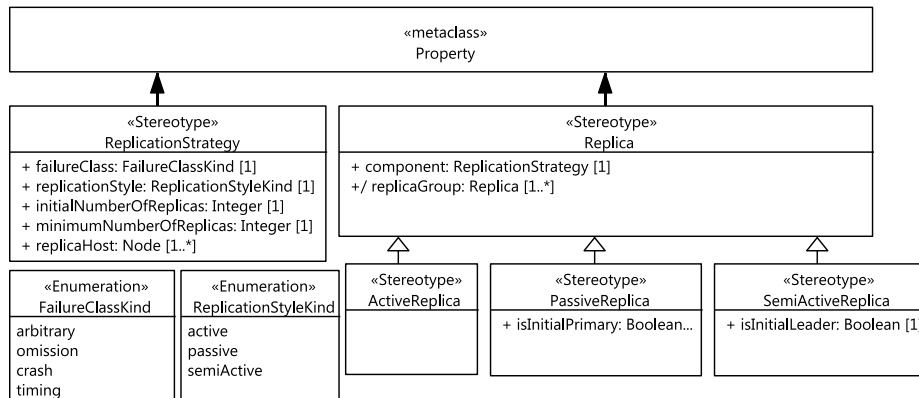 «metaclass»
Property
«Stereotype»
ReplicationStrategy
+ failureClass: FailureClassKind [1]
+ replicationStyle: ReplicationStyleKind [1]
+ initialNumberOfReplicas: Integer [1]
+ minimumNumberOfReplicas: Integer [1]
+ replicaHost: Node [1..*]
«Stereotype»
Replica
+ component: ReplicationStrategy [1]
+/ replicaGroup: Replica [1..*]
«Enumeration»
FailureClassKind
arbitrary
omission
crash
timing
«Enumeration»
ReplicationStyleKind
active
passive
semiActive
«Stereotype»
ActiveReplica
«Stereotype»
PassiveReplica
+ isInitialPrimary: Boolean...
«Stereotype»
SemiActiveReplica
+ isInitialLeader: Boolean [1]